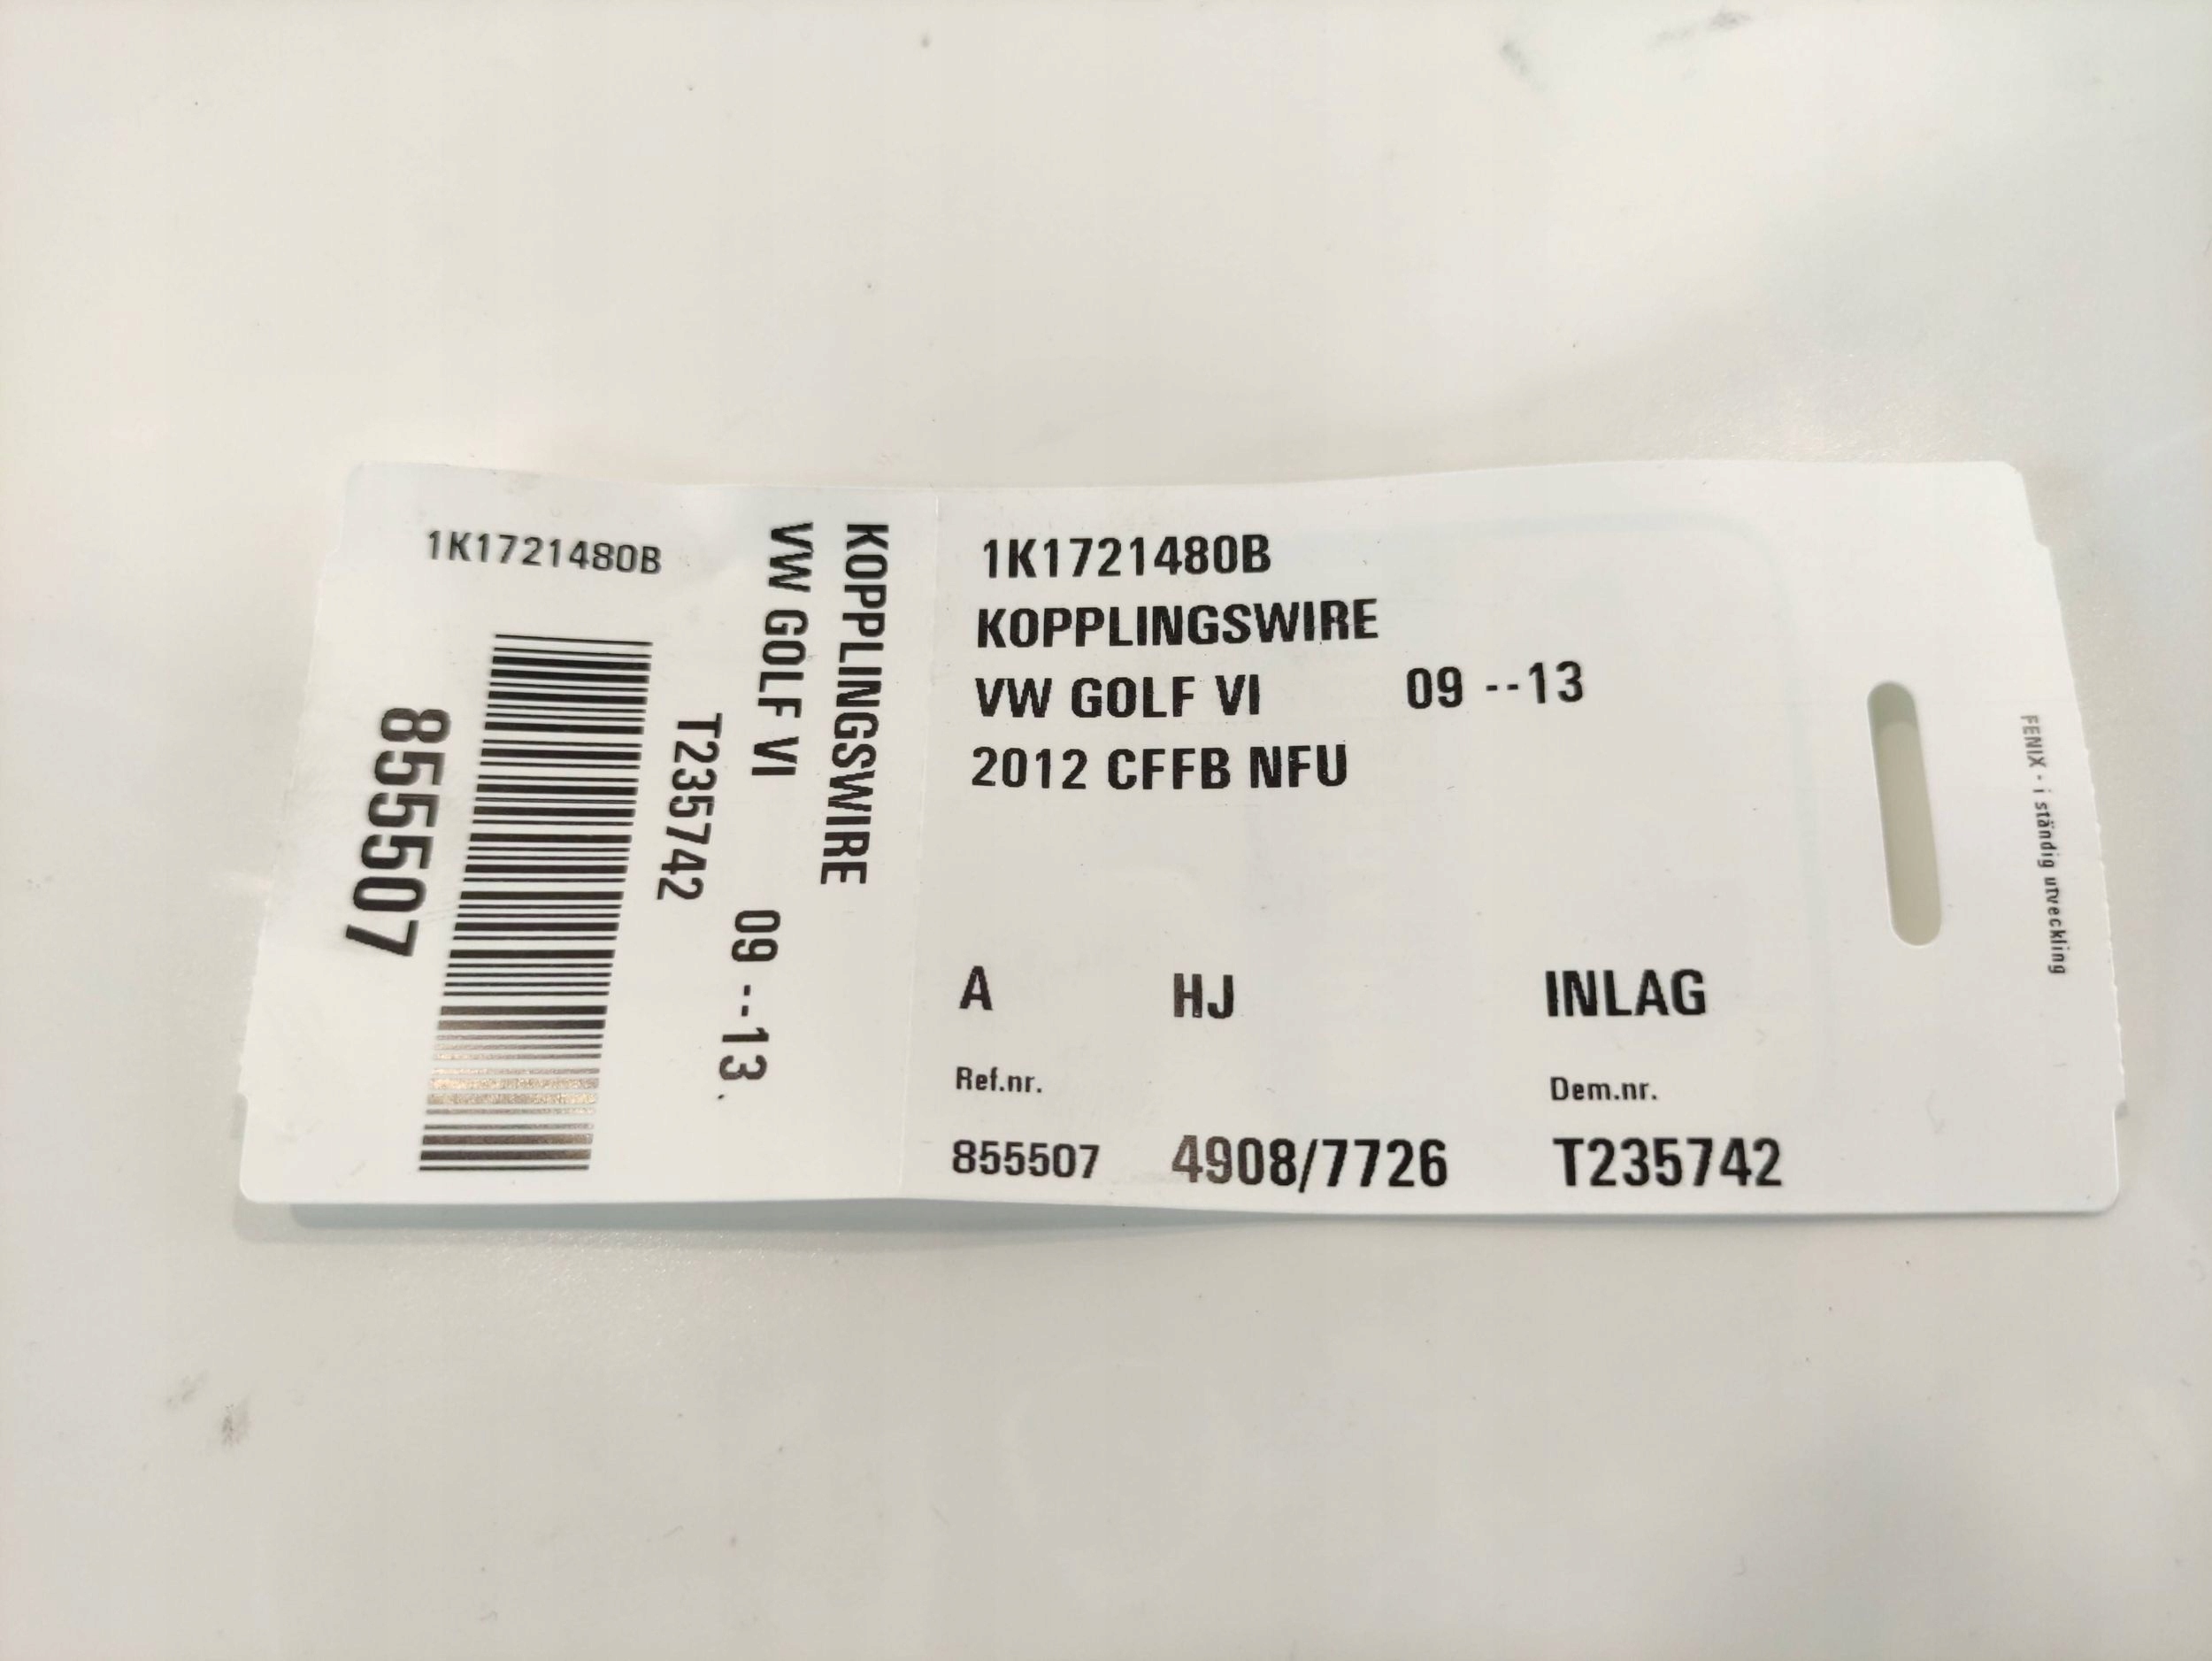 1K1721480B
855507
T235742
VW GOLF VI 09 --13
KOPPLINGSWIRE
1K1721480B
KOPPLINGSWIRE
VW GOLF VI 09 --13
2012 CFFB NFU
A HJ INLAG
Ref.nr. Dem.nr.
855507 4908/7726 T235742
FENIX - i ständig utveckling